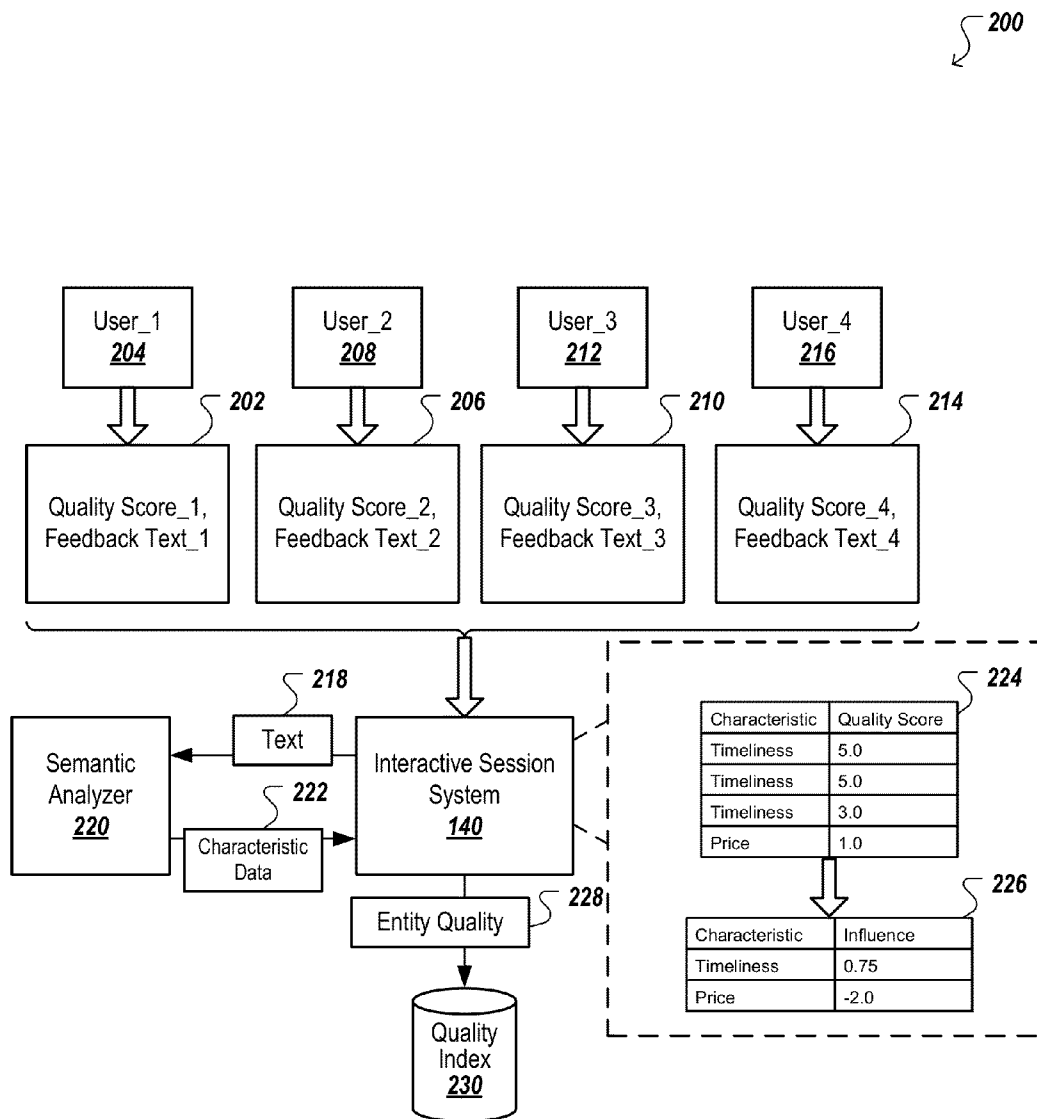 200
User_1
204
User_2
208
User_3
212
User_4
216
202
206
210
214
Quality Score_1,
Feedback Text_1
Quality Score_2,
Feedback Text_2
Quality Score_3,
Feedback Text_3
Quality Score_4,
Feedback Text_4
218
Text
Semantic
Analyzer
220
222
Characteristic
Data
Interactive Session
System
140
228
Entity Quality
Quality
Index
230
224
Characteristic Quality Score
Timeliness 5.0
Timeliness 5.0
Timeliness 3.0
Price 1.0
226
Characteristic Influence
Timeliness 0.75
Price -2.0